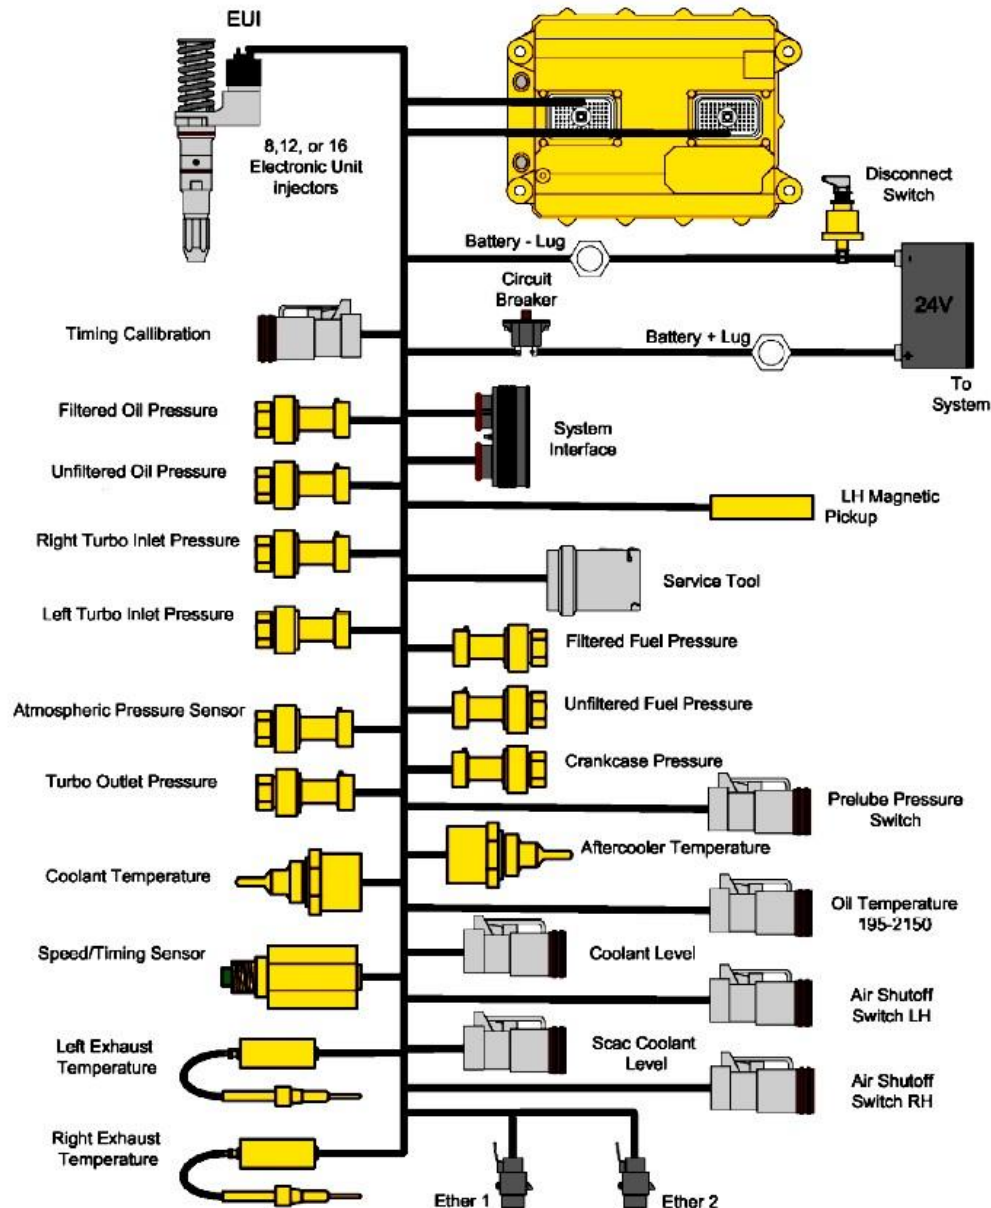 EUI
8,12, or 16
Electronic Unit
injectors
Disconnect
Switch
Battery - Lug
-
Circuit
Breaker
24V
Timing Callibration
Battery + Lug
+
To
System
Filtered Oil Pressure
System
Interface
Unfiltered Oil Pressure
LH Magnetic
Pickup
Right Turbo Inlet Pressure
Service Tool
Left Turbo Inlet Pressure
Filtered Fuel Pressure
Atmospheric Pressure Sensor
Unfiltered Fuel Pressure
Turbo Outlet Pressure
Crankcase Pressure
Prelube Pressure
Switch
Coolant Temperature
Aftercooler Temperature
Oil Temperature
195-2150
Speed/Timing Sensor
Coolant Level
Air Shutoff
Switch LH
Left Exhaust
Temperature
Scac Coolant
Level
Air Shutoff
Switch RH
Right Exhaust
Temperature
Ether 1
Ether 2